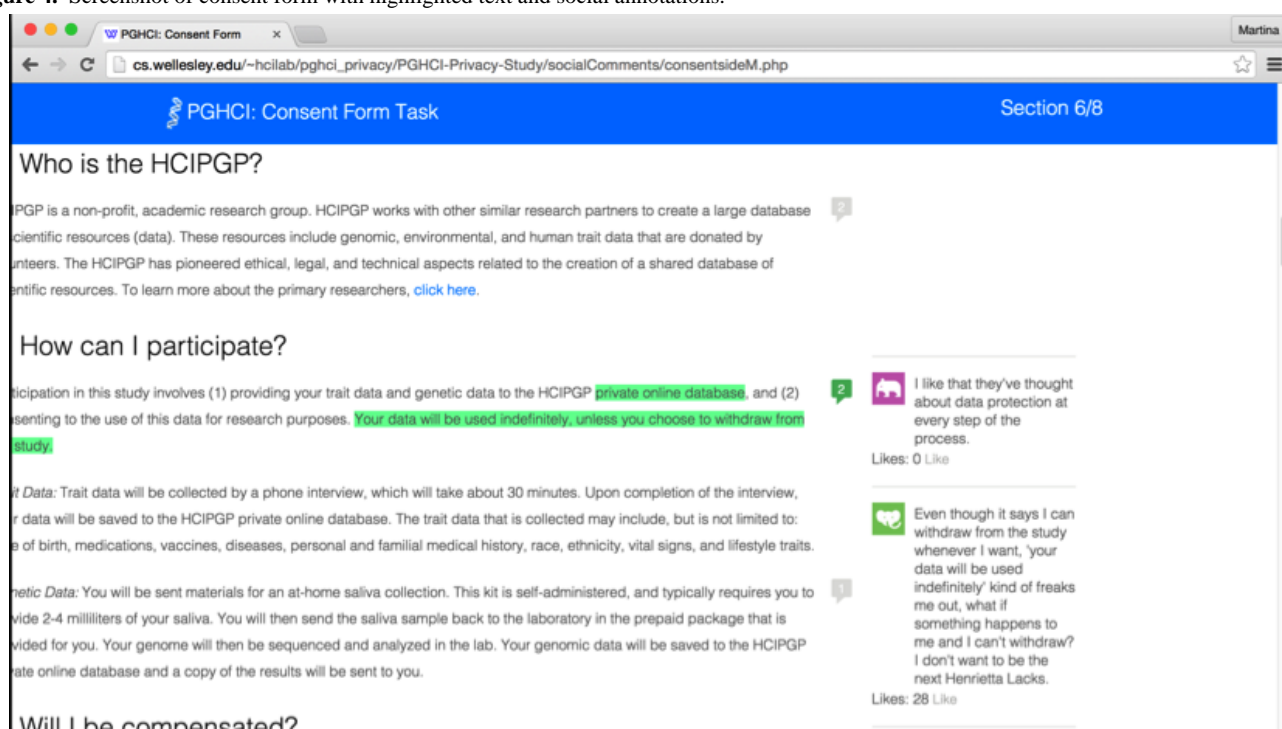 gure 4. Screenshot of consent form with highlighted text and social annotations.
PGHCI: Consent Form
Martina
cs.wellesley.edu/~hcilab/pghci_privacy/PGHCI-Privacy-Study/socialComments/consentsideM.php
PGHCI: Consent Form Task
Section 6/8
Who is the HCIPGP?
IPGP is a non-profit, academic research group. HCIPGP works with other similar research partners to create a large database
2
cientific resources (data). These resources include genomic, environmental, and human trait data that are donated by
unteers. The HCIPGP has pioneered ethical, legal, and technical aspects related to the creation of a shared database of
entific resources. To learn more about the primary researchers, click here.
How can I participate?
ticipation in this study involves (1) providing your trait data and genetic data to the HCIPGP private online database, and (2)
2
senting to the use of this data for research purposes. Your data will be used indefinitely, unless you choose to withdraw from
study.
it Data: Trait data will be collected by a phone interview, which will take about 30 minutes. Upon completion of the interview,
r data will be saved to the HCIPGP private online database. The trait data that is collected may include, but is not limited to:
e of birth, medications, vaccines, diseases, personal and familial medical history, race, ethnicity, vital signs, and lifestyle traits.
netic Data: You will be sent materials for an at-home saliva collection. This kit is self-administered, and typically requires you to
1
vide 2-4 milliliters of your saliva. You will then send the saliva sample back to the laboratory in the prepaid package that is
vided for you. Your genome will then be sequenced and analyzed in the lab. Your genomic data will be saved to the HCIPGP
ate online database and a copy of the results will be sent to you.
Will I be compensated?
I like that they've thought
about data protection at
every step of the
process.
Likes: 0 Like
Even though it says I can
withdraw from the study
whenever I want, 'your
data will be used
indefinitely' kind of freaks
me out, what if
something happens to
me and I can't withdraw?
I don't want to be the
next Henrietta Lacks.
Likes: 28 Like